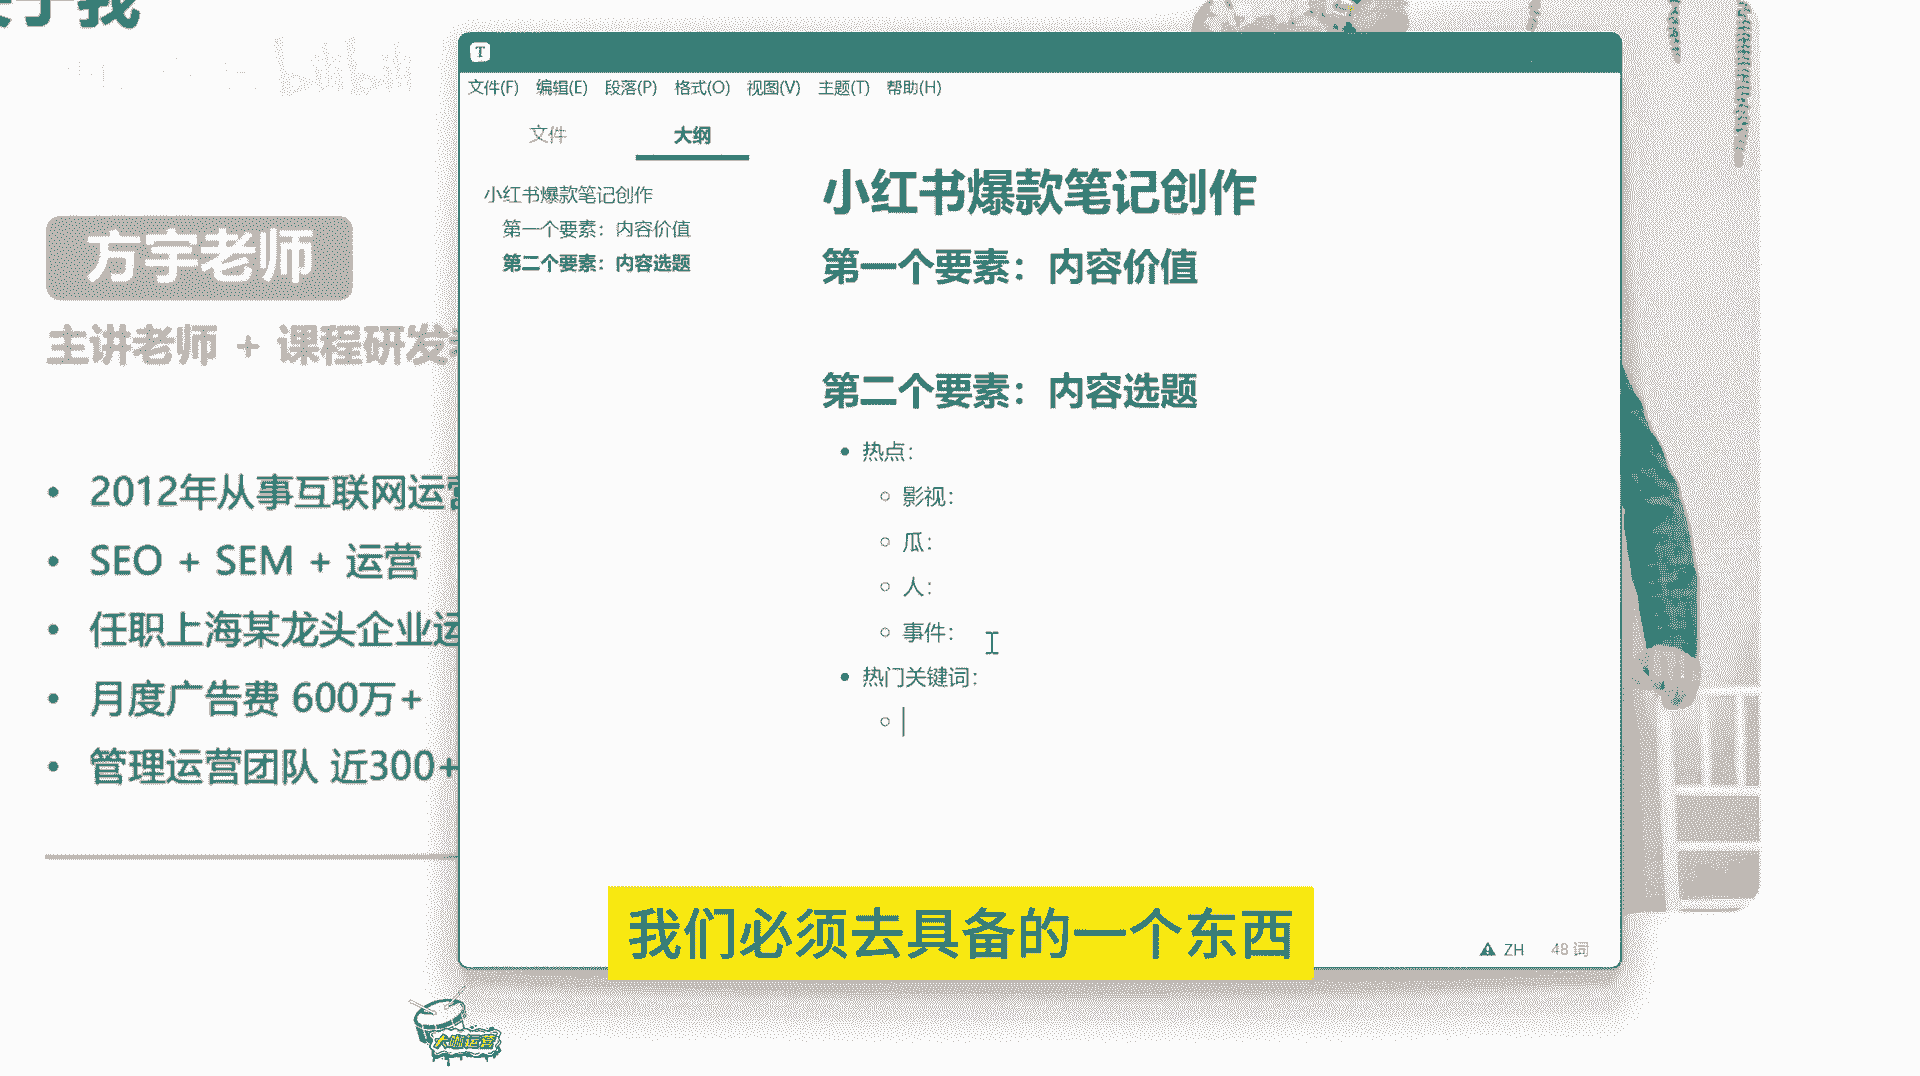 bilibili
方宇老师
主讲老师 + 课程研发
2012年从事互联网运营
SEO + SEM + 运营
任职上海某龙头企业运
月度广告费 600万+
管理运营团队 近300+
T
文件(F) 编辑(E) 段落(P) 格式(O) 视图(V) 主题(T) 帮助(H)
文件 大纲
小红书爆款笔记创作
第一个要素：内容价值
第二个要素：内容选题
小红书爆款笔记创作
第一个要素：内容价值
第二个要素：内容选题
热点：
影视：
瓜：
人：
事件：
热门关键词：
ZH 48 词
我们必须去具备的一个东西
大咖运营